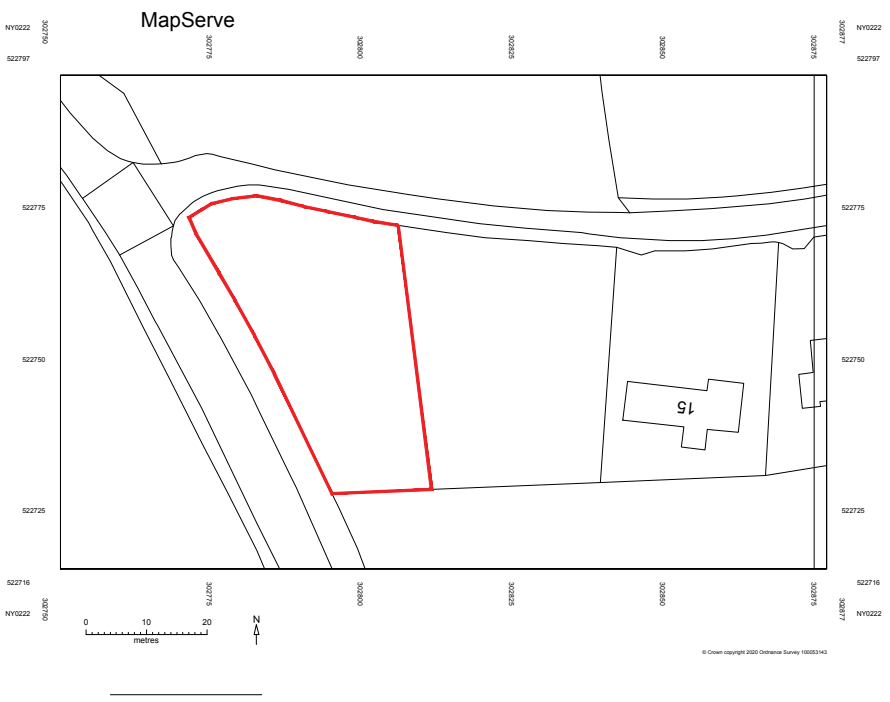 MapServe
NY0222 302750 302775 302800 302825 302850 302875 302877 NY0222
522797 522797
522775 522775
522750 522750
15
522725 522725
522716 522716
NY0222 302750 302775 302800 302825 302850 302875 302877 NY0222
0 10 20 N
metres
© Crown copyright 2020 Ordnance Survey 100053143